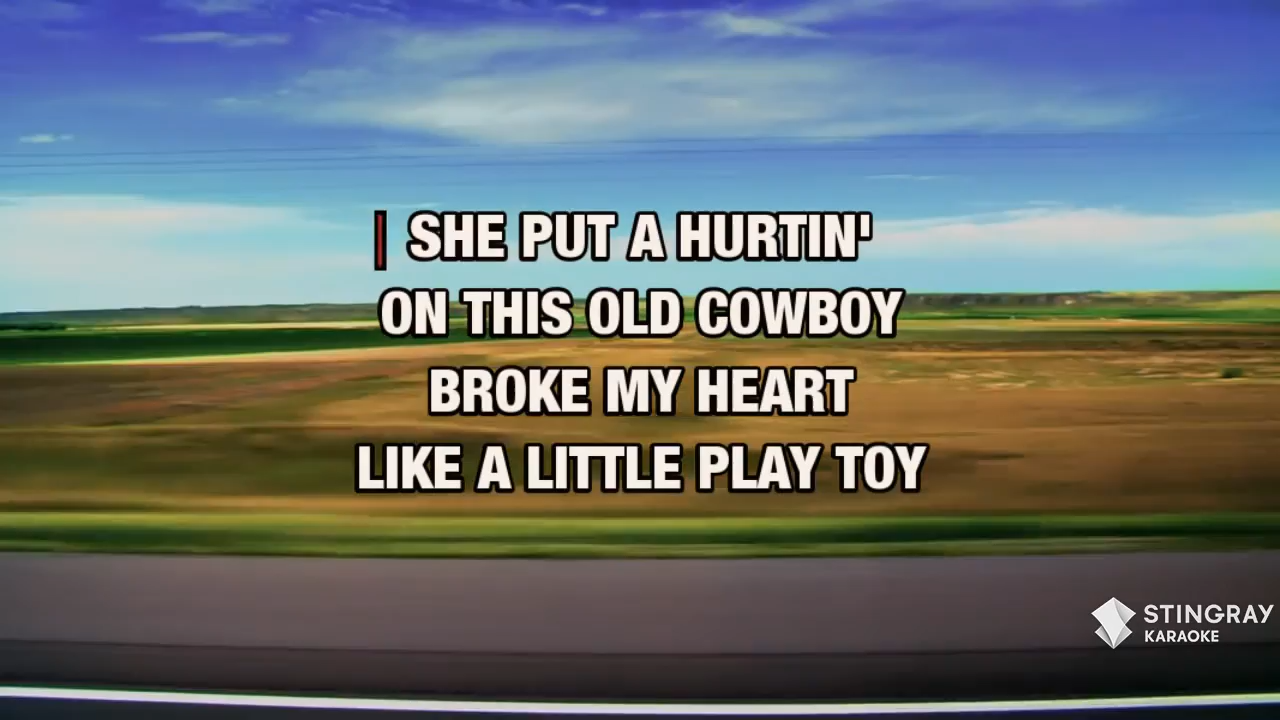 SHE PUT A HURTIN'
ON THIS OLD COWBOY
BROKE MY HEART
LIKE A LITTLE PLAY TOY
STINGRAY
KARAOKE